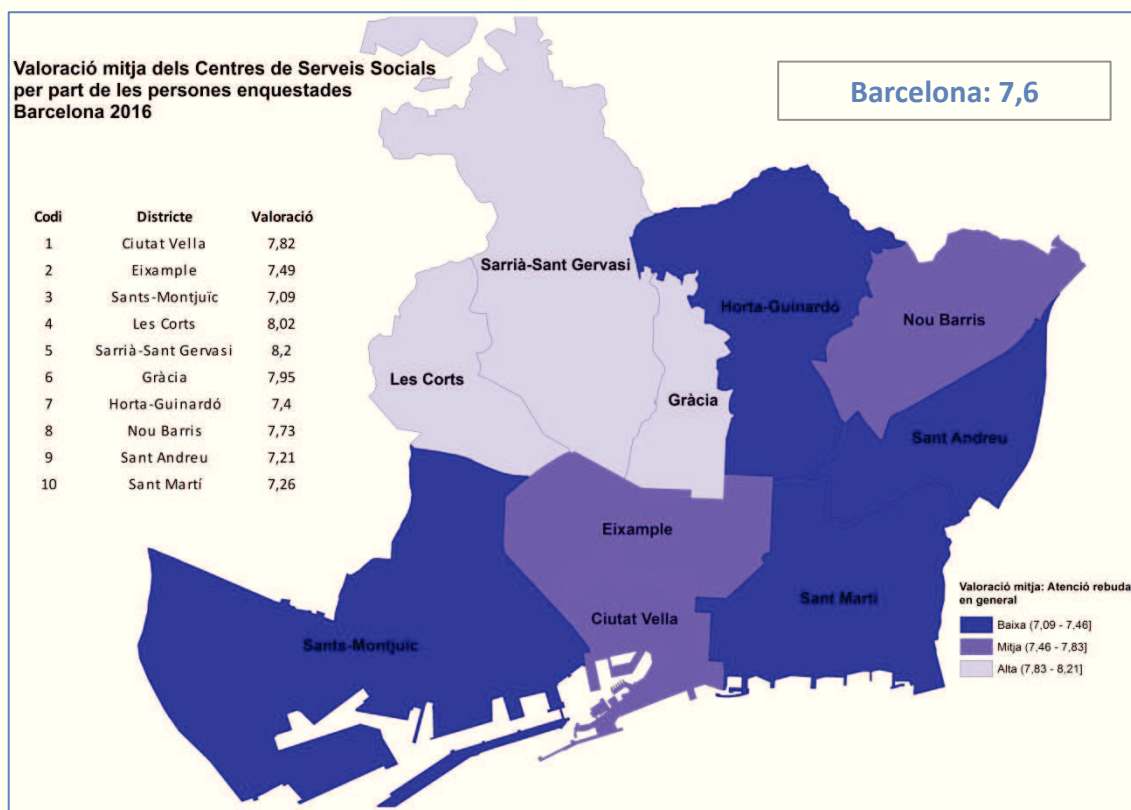 Valoració mitja dels Centres de Serveis Socials
per part de les persones enquestades
Barcelona 2016
Barcelona: 7,6
Codi Districte Valoració
1 Ciutat Vella 7,82
2 Eixample 7,49
3 Sants-Montjuïc 7,09
4 Les Corts 8,02
5 Sarrià-Sant Gervasi 8,2
6 Gràcia 7,95
7 Horta-Guinardó 7,4
8 Nou Barris 7,73
9 Sant Andreu 7,21
10 Sant Martí 7,26
Sarrià-Sant Gervasi
Horta-Guinardó
Nou Barris
Les Corts
Gràcia
Sant Andreu
Eixample
Sant Martí
Ciutat Vella
Sants-Montjuïc
Valoració mitja: Atenció rebuda
en general
Baixa (7,09 - 7,46]
Mitja (7,46 - 7,83]
Alta (7,83 - 8,21]